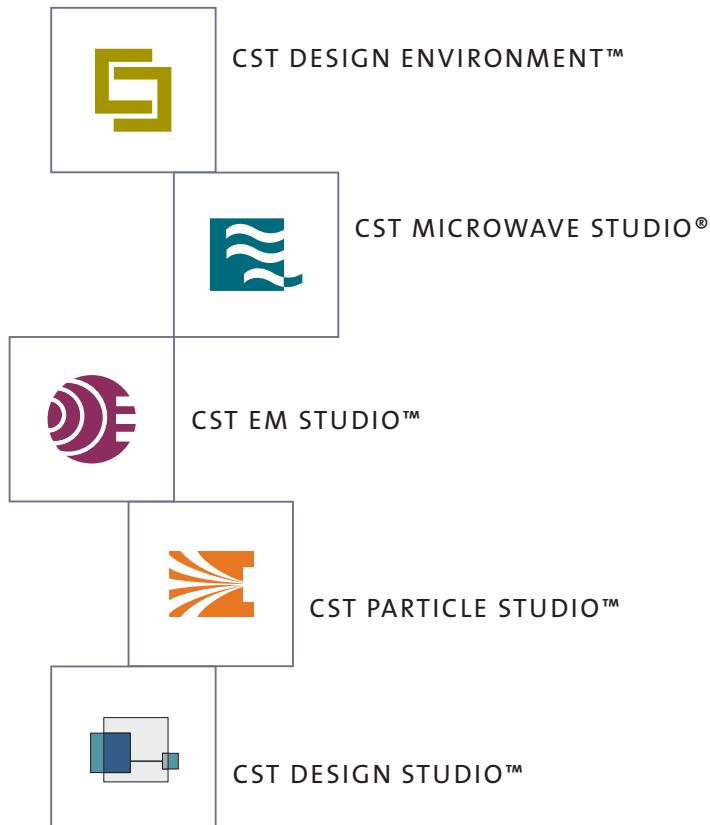 CST DESIGN ENVIRONMENT™
CST MICROWAVE STUDIO®
CST EM STUDIO™
CST PARTICLE STUDIO™
CST DESIGN STUDIO™